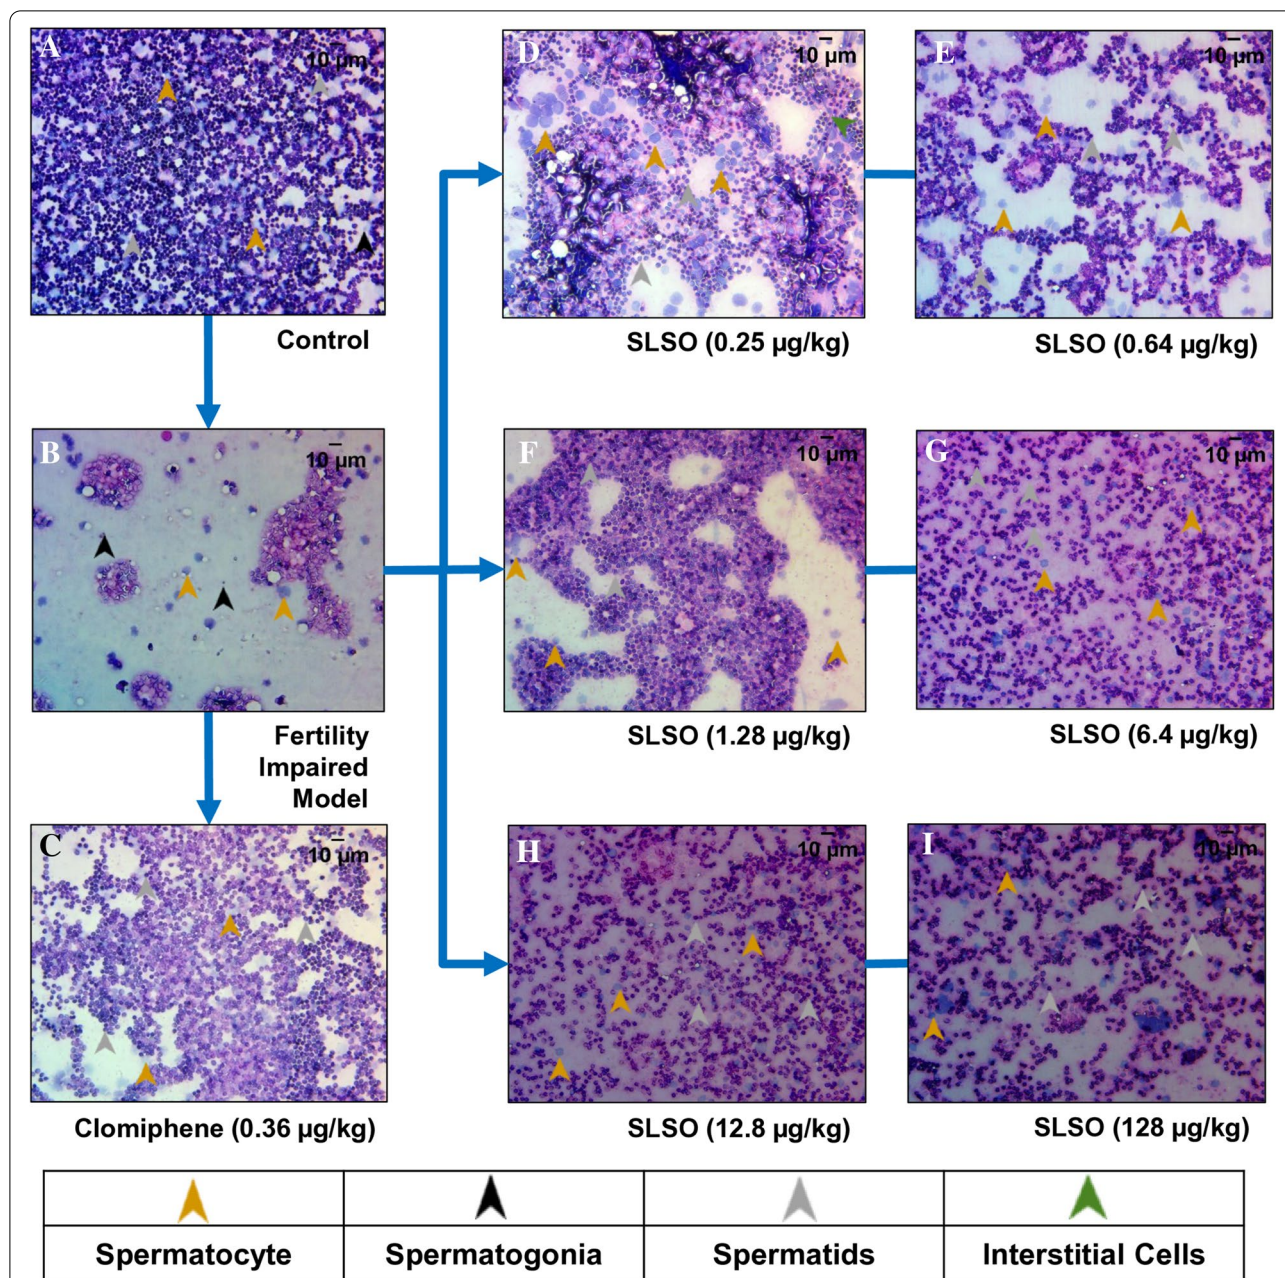 A
10 µm
D
10 µm
E
10 µm
Control
SLSO (0.25 µg/kg)
SLSO (0.64 µg/kg)
B
10 µm
F
G
10 µm
Fertility
Impaired
Model
SLSO (1.28 µg/kg)
SLSO (6.4 µg/kg)
C
10 µm
H
10 µm
I
10 µm
Clomiphene (0.36 µg/kg)
SLSO (12.8 µg/kg)
SLSO (128 µg/kg)
Spermatocyte
Spermatogonia
Spermatids
Interstitial Cells